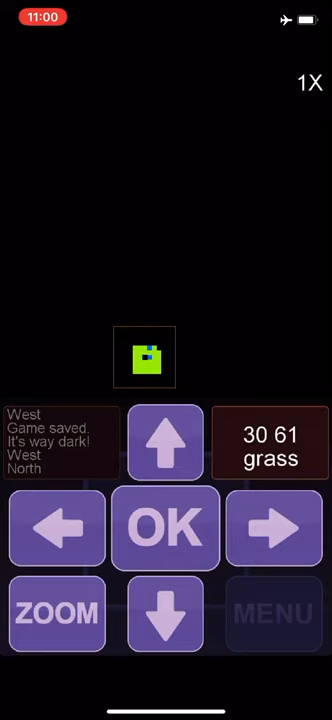 11:00
1X
West
Game saved.
It's way dark!
West
North
30 61
grass
OK
ZOOM
MENU